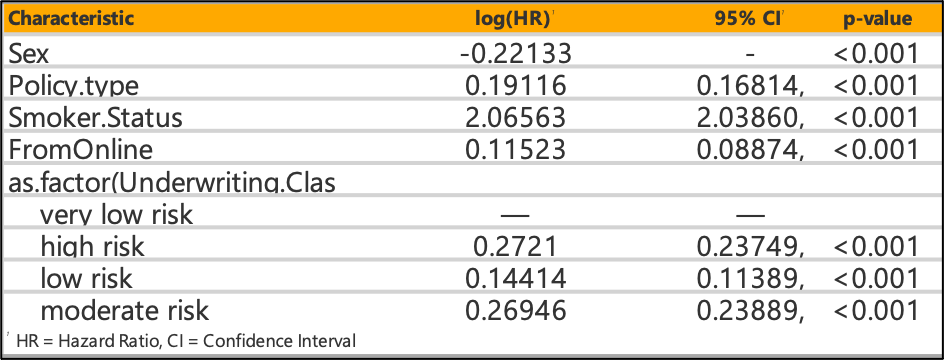 Characteristic log(HR)¹ 95% CI¹ p-value
Sex -0.22133 - <0.001
Policy.type 0.19116 0.16814, <0.001
Smoker.Status 2.06563 2.03860, <0.001
FromOnline 0.11523 0.08874, <0.001
as.factor(Underwriting.Clas
very low risk — —
high risk 0.2721 0.23749, <0.001
low risk 0.14414 0.11389, <0.001
moderate risk 0.26946 0.23889, <0.001
¹ HR = Hazard Ratio, CI = Confidence Interval